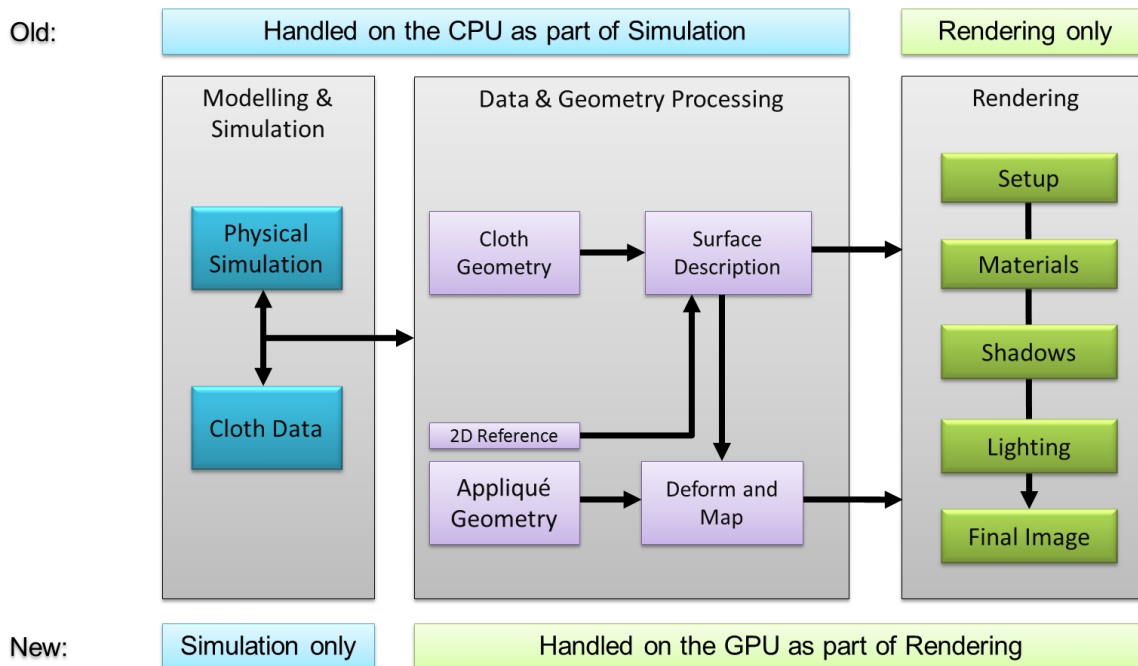 Old:
Handled on the CPU as part of Simulation
Rendering only
Modelling &
Simulation
Physical
Simulation
Cloth Data
Data & Geometry Processing
Cloth
Geometry
Surface
Description
2D Reference
Appliqué
Geometry
Deform and
Map
Rendering
Setup
Materials
Shadows
Lighting
Final Image
New:
Simulation only
Handled on the GPU as part of Rendering